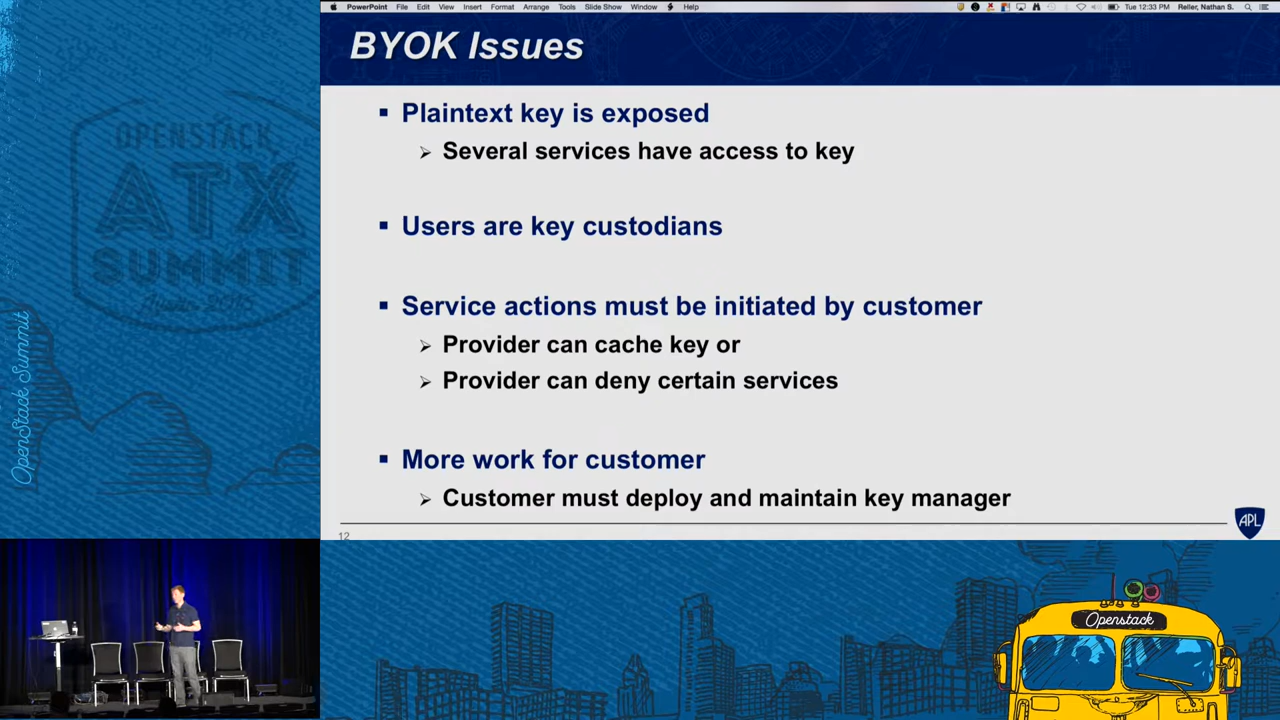 PowerPoint File Edit View Insert Format Arrange Tools Slide Show Window Help Tue 12:33 PM Reller, Nathan S.
BYOK Issues
Plaintext key is exposed
Several services have access to key
Users are key custodians
Service actions must be initiated by customer
Provider can cache key or
Provider can deny certain services
More work for customer
Customer must deploy and maintain key manager
12
APL
OPENSTACK
ATX
SUMMIT
OpenStack Summit
Openstack